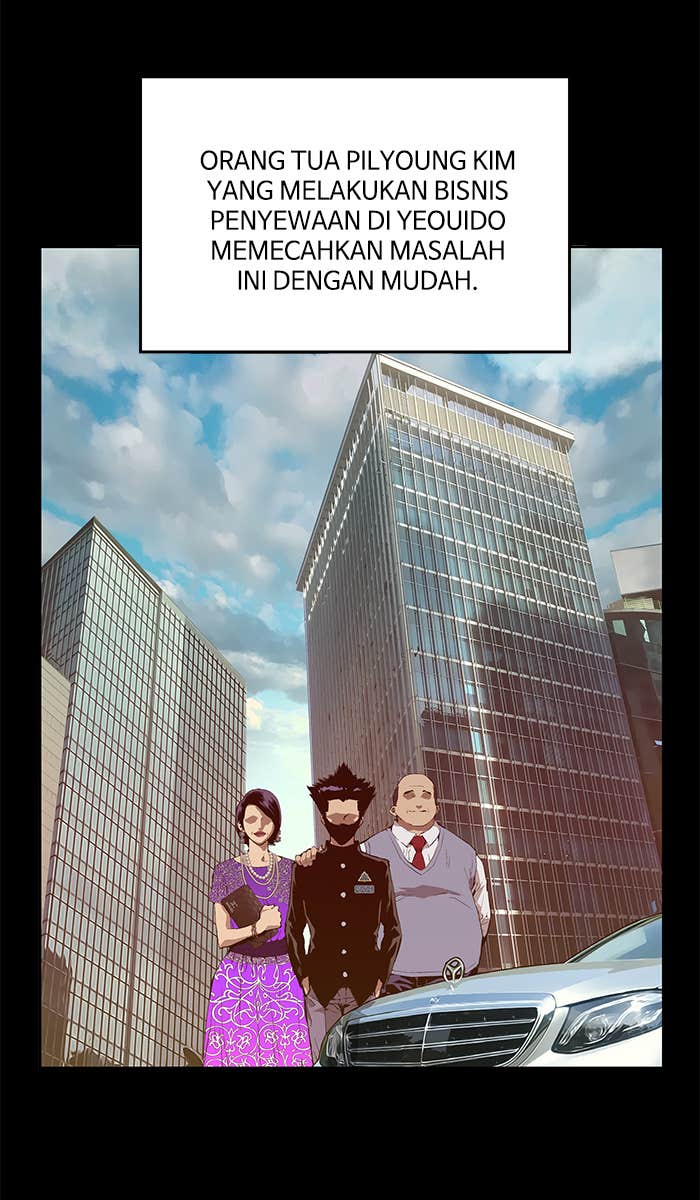 ORANG TUA PILYOUNG KIM
YANG MELAKUKAN BISNIS
PENYEWAAN DI YEOUIDO
MEMECAHKAN MASALAH
INI DENGAN MUDAH.